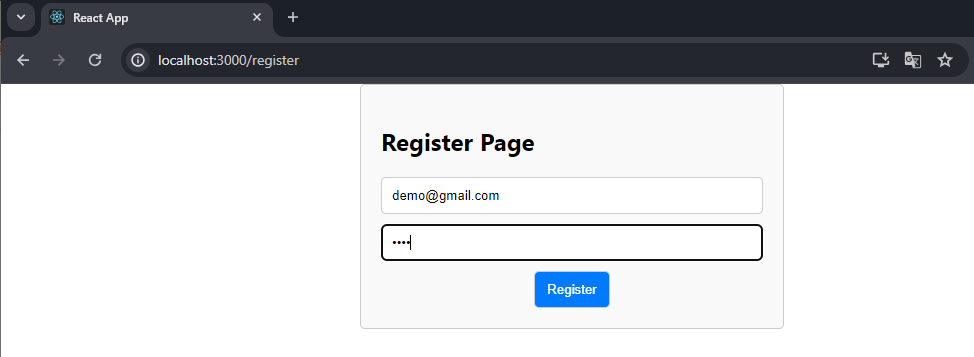 React App
localhost:3000/register
Register Page
demo@gmail.com
••••
Register